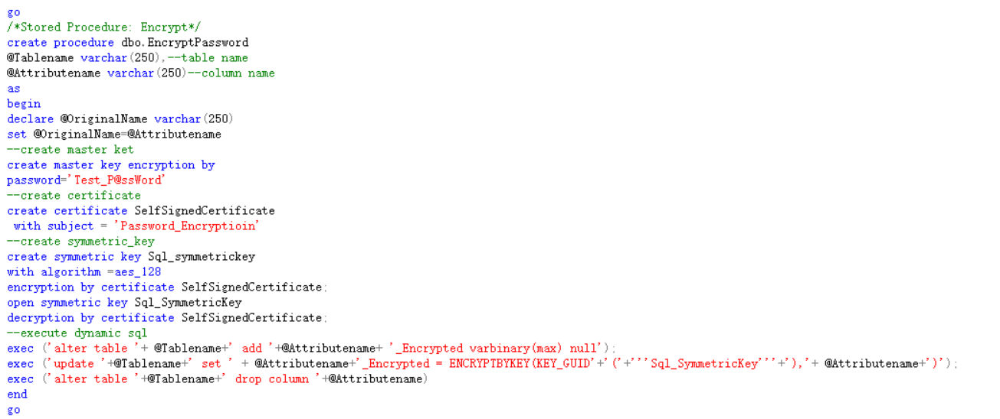 go
/*Stored Procedure: Encrypt*/
create procedure dbo.EncryptPassword
@Tablename varchar(250),--table name
@Attributename varchar(250)--column name
as
begin
declare @OriginalName varchar(250)
set @OriginalName=@Attributename
--create master ket
create master key encryption by
password='Test_P@ssWord'
--create certificate
create certificate SelfSignedCertificate
with subject = 'Password_Encryptioin'
--create symmetric_key
create symmetric key Sql_symmetrickey
with algorithm =aes_128
encryption by certificate SelfSignedCertificate;
open symmetric key Sql_SymmetricKey
decryption by certificate SelfSignedCertificate;
--execute dynamic sql
exec ('alter table '+ @Tablename+' add '+@Attributename+ '_Encrypted varbinary(max) null');
exec ('update '+@Tablename+' set ' + @Attributename+'_Encrypted = ENCRYPTBYKEY(KEY_GUID'+'('+'''Sql_SymmetricKey'''+'),'+ @Attributename+')');
exec ('alter table '+@Tablename+' drop column '+@Attributename)
end
go